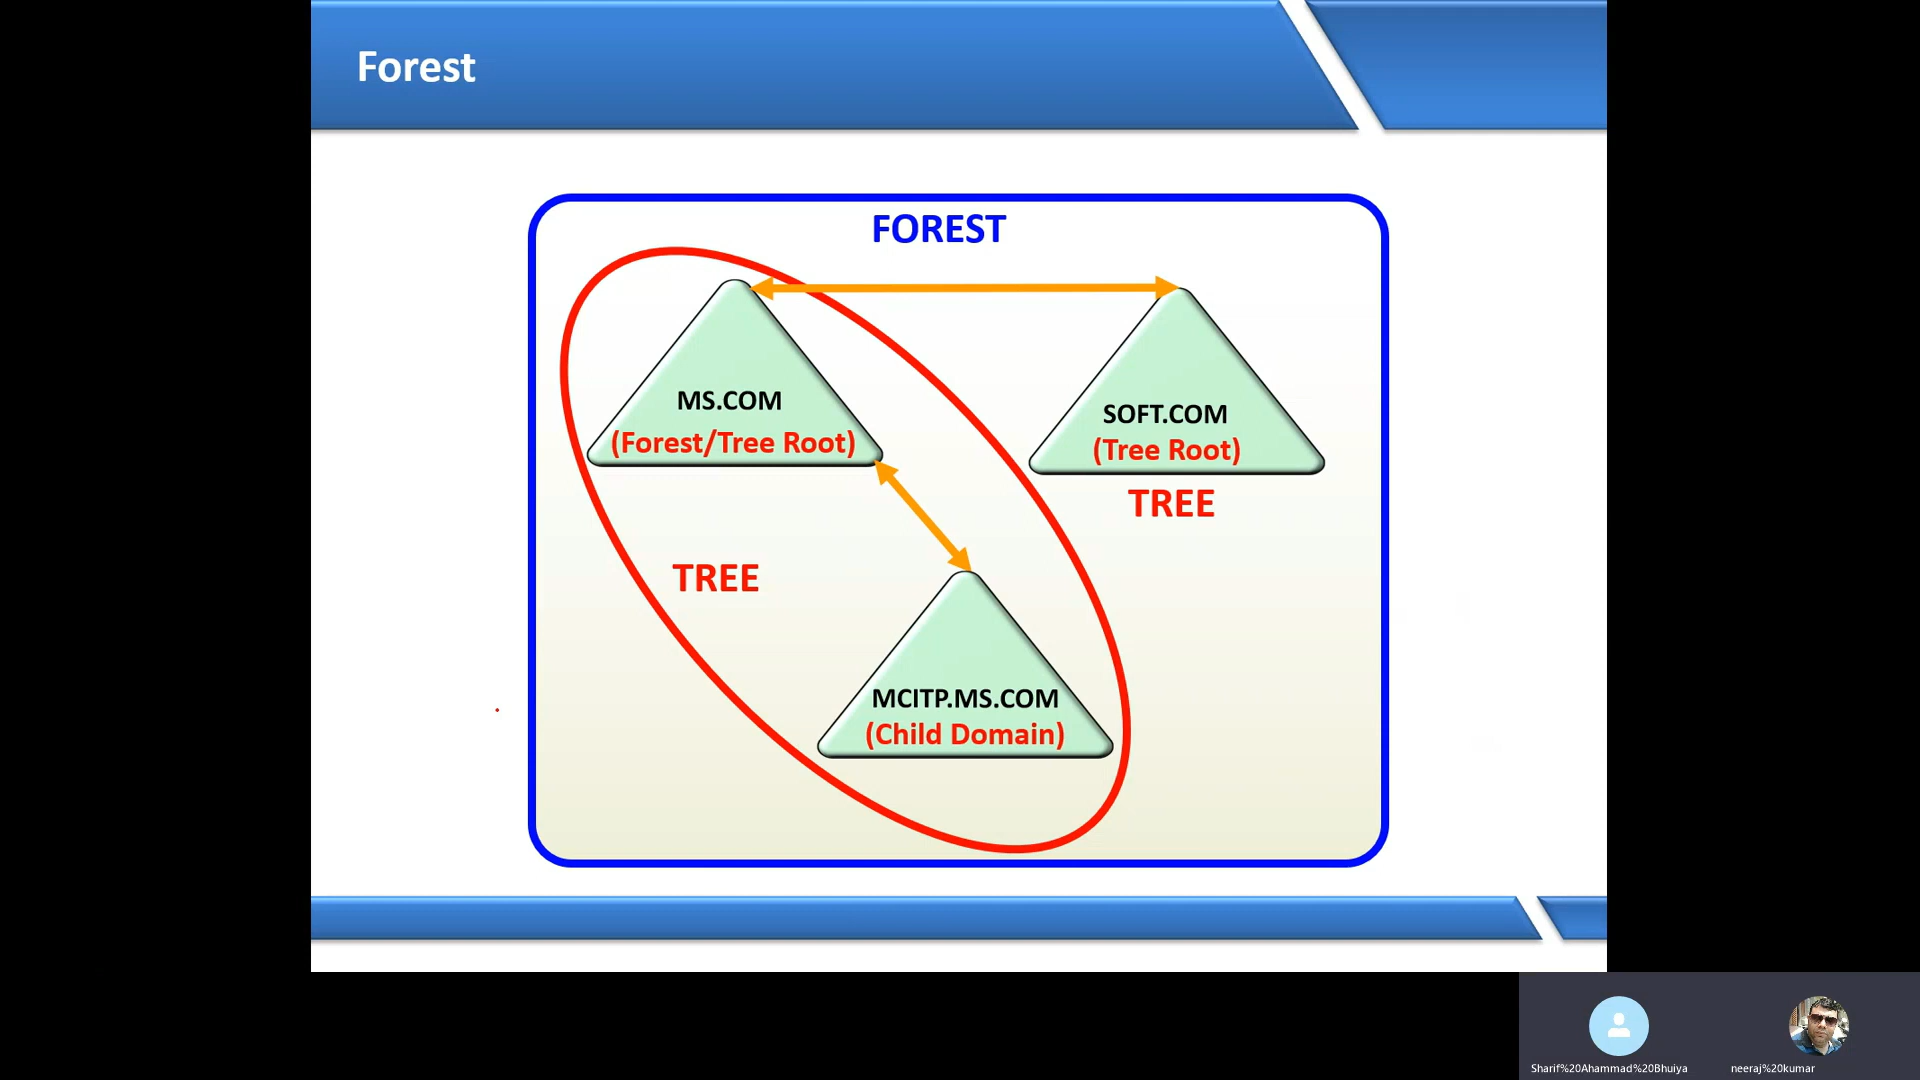 Forest
FOREST
MS.COM
(Forest/Tree Root)
SOFT.COM
(Tree Root)
TREE
TREE
MCITP.MS.COM
(Child Domain)
Sharif%20Ahammad%20Bhuiya
neeraj%20kumar